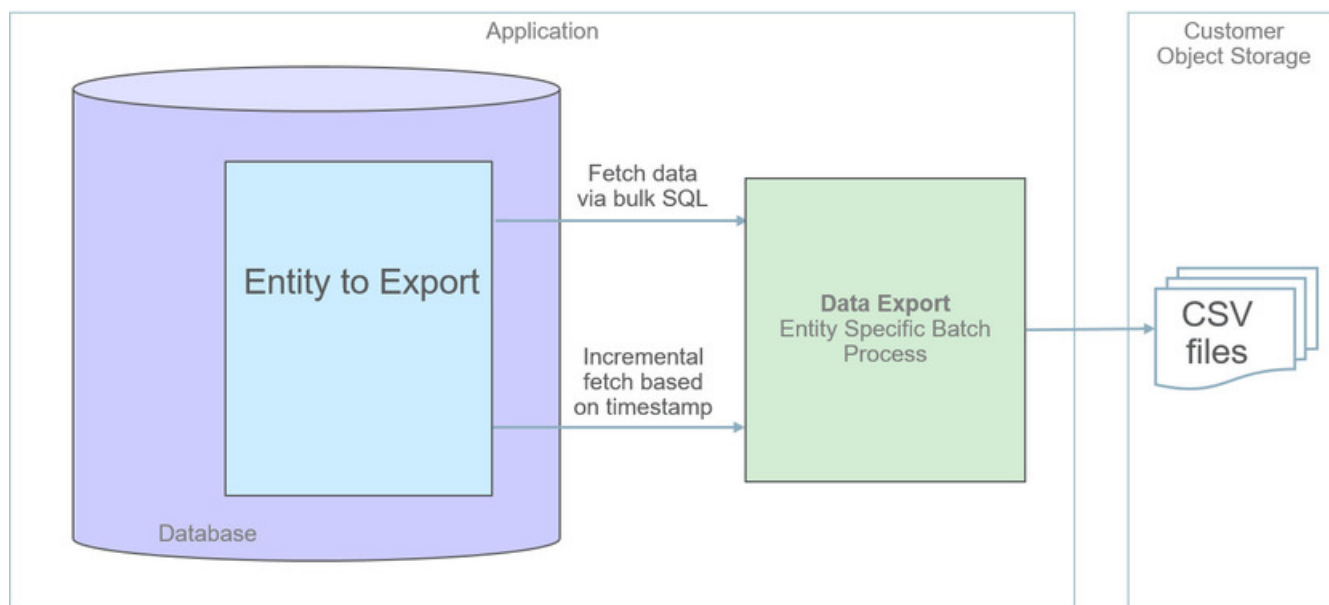 Application
Customer
Object Storage
Fetch data
via bulk SQL
Entity to Export
Data Export
Entity Specific Batch
Process
CSV
files
Incremental
fetch based
on timestamp
Database